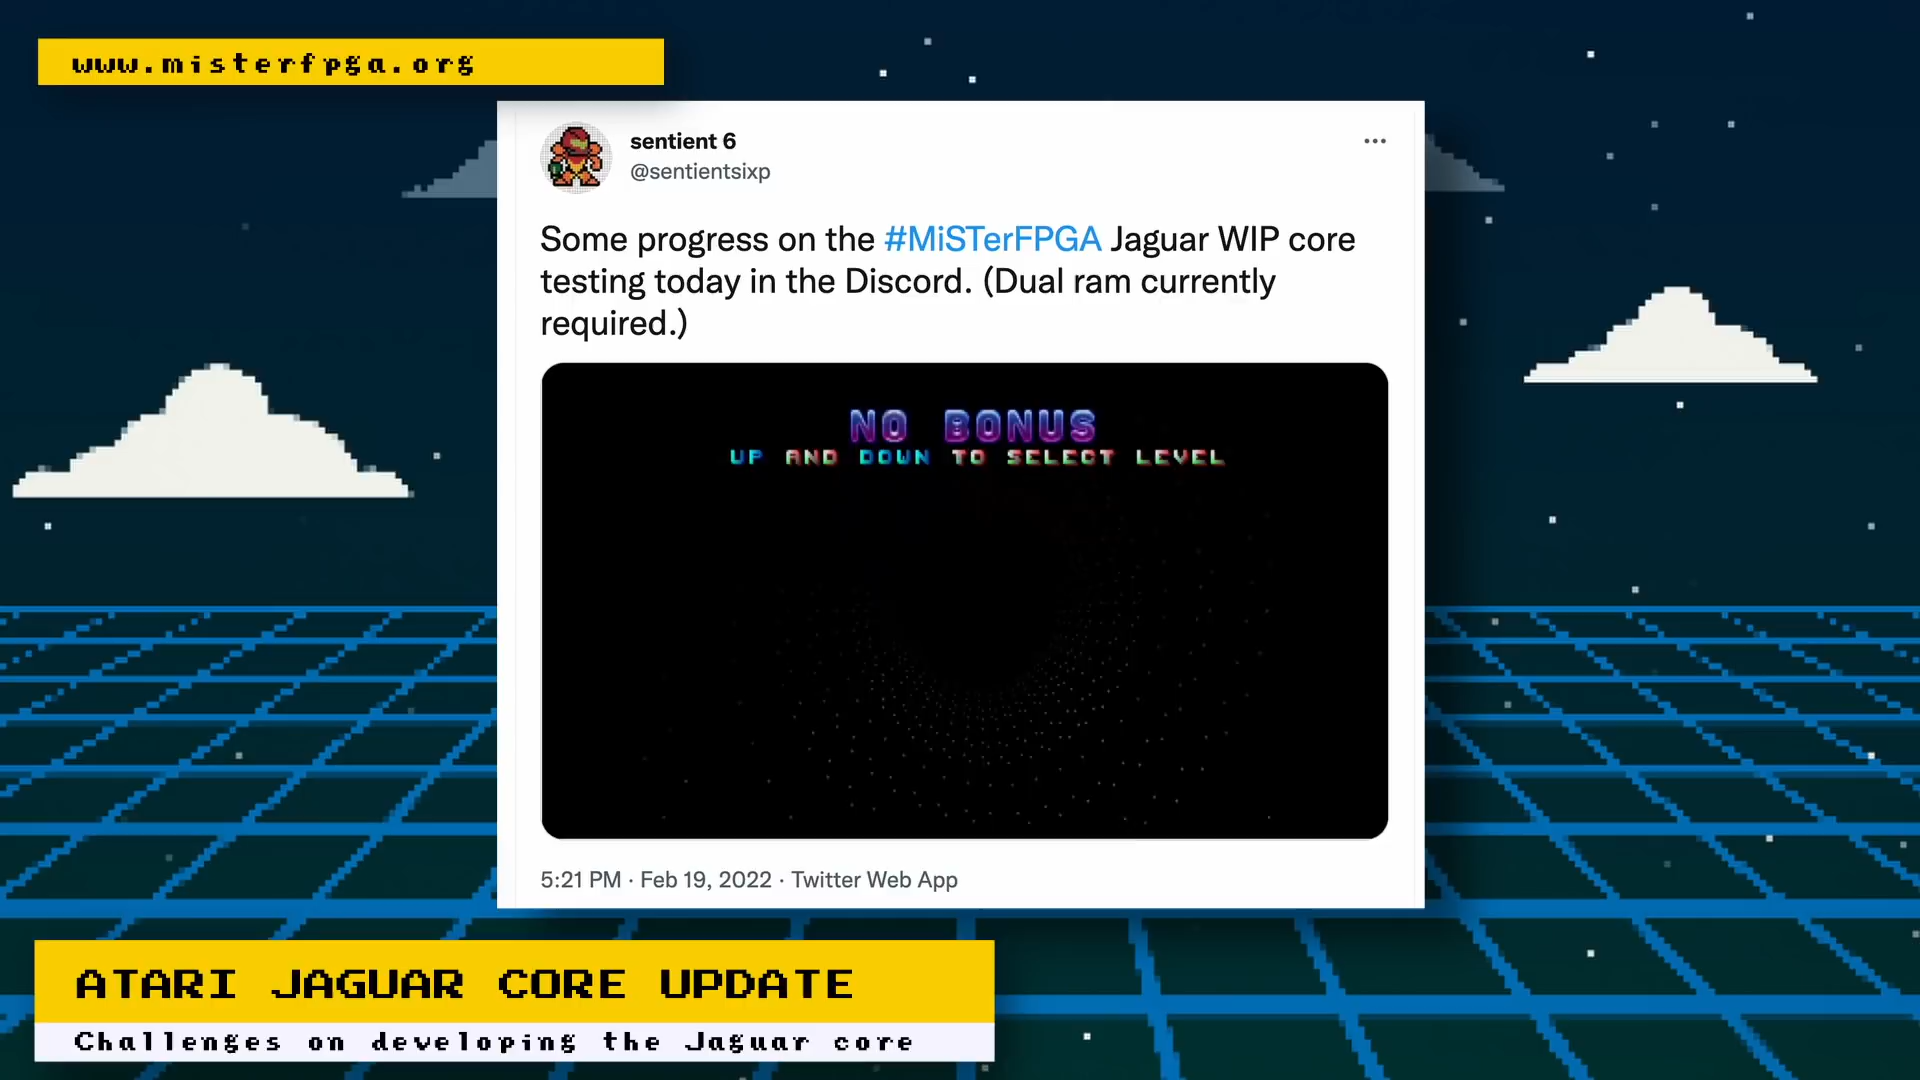 www.misterfpga.org
sentient 6
@sentientsixp
Some progress on the #MiSTerFPGA Jaguar WIP core
testing today in the Discord. (Dual ram currently
required.)
NO BONUS
UP AND DOWN TO SELECT LEVEL
5:21 PM · Feb 19, 2022 · Twitter Web App
ATARI JAGUAR CORE UPDATE
Challenges on developing the Jaguar core